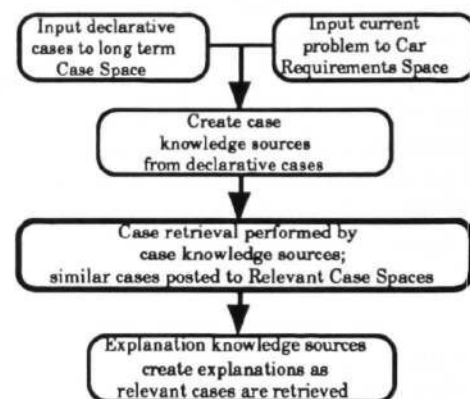 Input declarative
cases to long term
Case Space
Input current
problem to Car
Requirements Space
Create case
knowledge sources
from declarative cases
Case retrieval performed by
case knowledge sources;
similar cases posted to Relevant Case Spaces
Explanation knowledge sources
create explanations as
relevant cases are retrieved